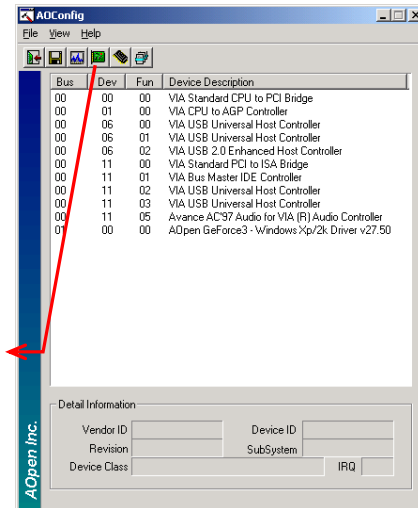 AOConfig
File View Help
Bus Dev Fun Device Description
00 00 00 VIA Standard CPU to PCI Bridge
00 01 00 VIA CPU to AGP Controller
00 06 00 VIA USB Universal Host Controller
00 06 01 VIA USB Universal Host Controller
00 06 02 VIA USB 2.0 Enhanced Host Controller
00 11 00 VIA Standard PCI to ISA Bridge
00 11 01 VIA Bus Master IDE Controller
00 11 02 VIA USB Universal Host Controller
00 11 03 VIA USB Universal Host Controller
00 11 05 Avance AC'97 Audio for VIA (R) Audio Controller
01 00 00 AOpen GeForce3 - Windows Xp/2k Driver v27.50
Detail Information
Vendor ID Device ID
Revision SubSystem
Device Class IRQ
AOpen Inc.